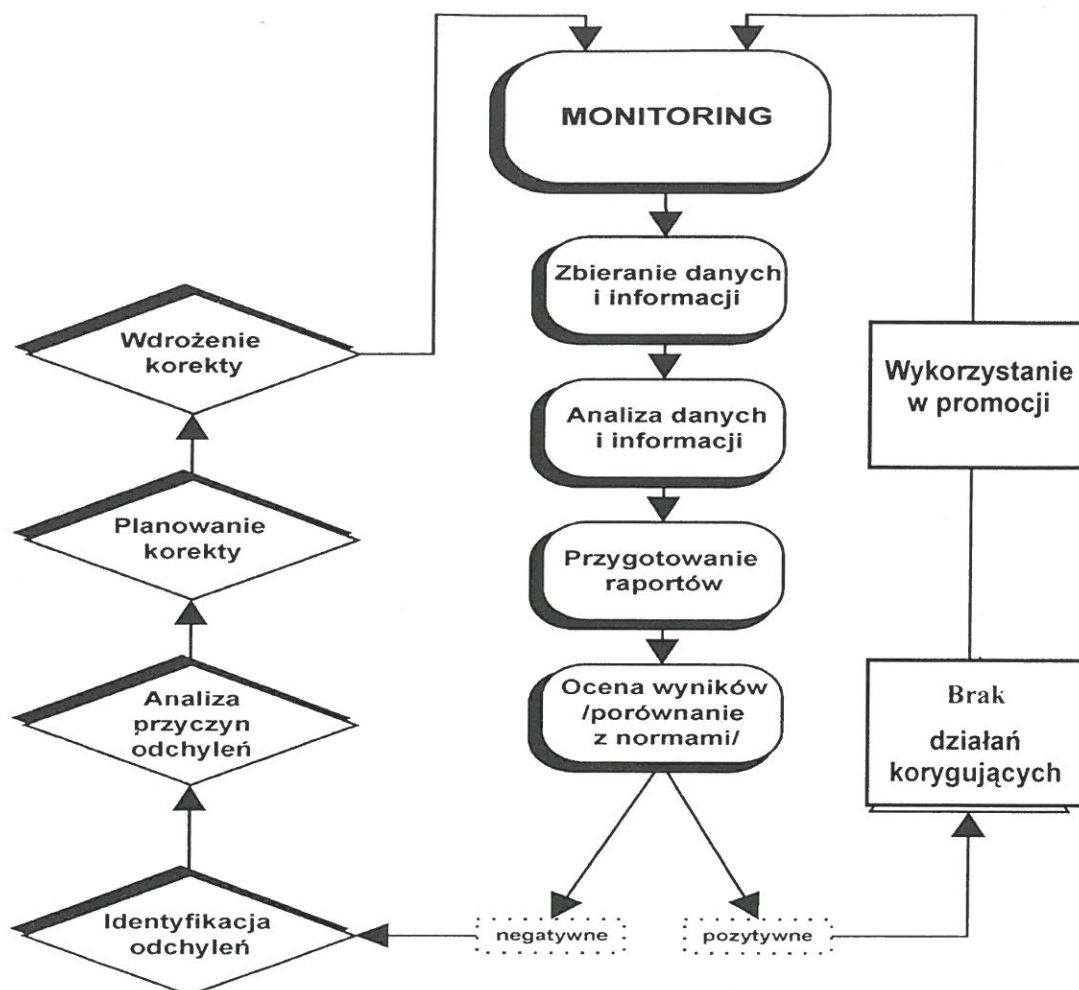 MONITORING
Zbieranie danych
i informacji
Analiza danych
i informacji
Przygotowanie
raportów
Ocena wyników
/porównanie
z normami/
negatywne
pozytywne
Identyfikacja
odchyleń
Analiza
przyczyn
odchyleń
Planowanie
korekty
Wdrożenie
korekty
Brak
działań
korygujących
Wykorzystanie
w promocji